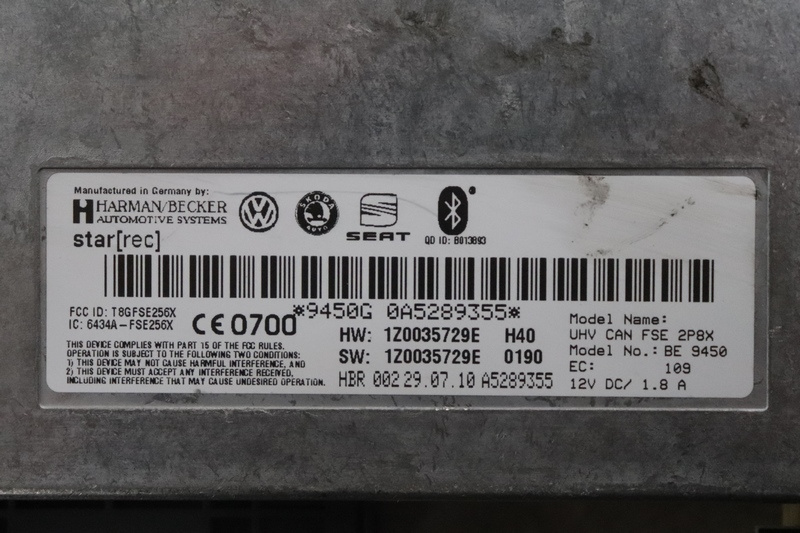 Manufactured in Germany by:
HARMAN/BECKER
AUTOMOTIVE SYSTEMS
star[rec]
ŠKODA
AUTO
SEAT
QD ID: B013893
*9450G 0A5289355*
FCC ID: T8GFSE256X
IC: 6434A-FSE256X
CE0700
THIS DEVICE COMPLIES WITH PART 15 OF THE FCC RULES.
OPERATION IS SUBJECT TO THE FOLLOWING TWO CONDITIONS:
1) THIS DEVICE MAY NOT CAUSE HARMFUL INTERFERENCE, AND
2) THIS DEVICE MUST ACCEPT ANY INTERFERENCE RECEIVED,
INCLUDING INTERFERENCE THAT MAY CAUSE UNDESIRED OPERATION.
HW: 1Z0035729E H40
SW: 1Z0035729E 0190
HBR 002 29.07.10 A5289355
Model Name:
UHV CAN FSE 2P8X
Model No.: BE 9450
EC: 109
12V DC/ 1.8 A